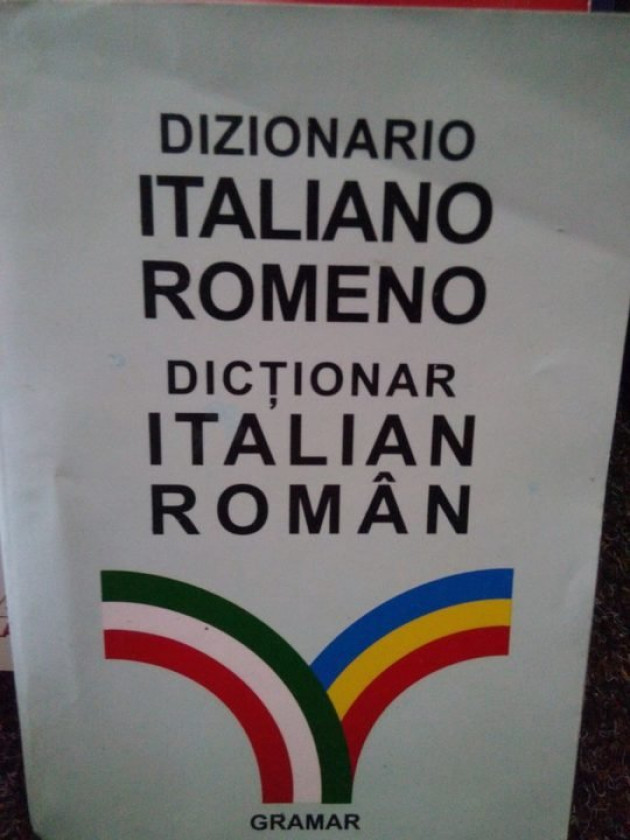 DIZIONARIO
ITALIANO
ROMENO
DICȚIONAR
ITALIAN
ROMÂN
GRAMAR